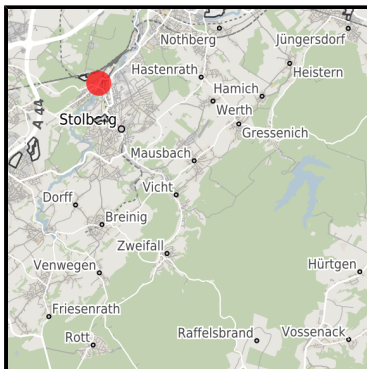 Nothberg
Jüngersdorf
Hastenrath
Heistern
Hamich
A 44
Werth
Stolberg
Gressenich
Mausbach
Vicht
Dorff
Breinig
Zweifall
Venwegen
Hürtgen
Friesenrath
Raffelsbrand
Vossenack
Rott